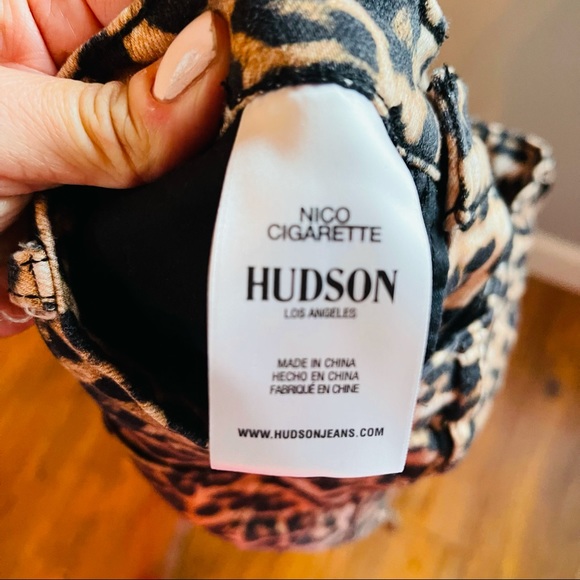 NICO
CIGARETTE
HUDSON
LOS ANGELES
MADE IN CHINA
HECHO EN CHINA
FABRIQUÉ EN CHINE
WWW.HUDSONJEANS.COM